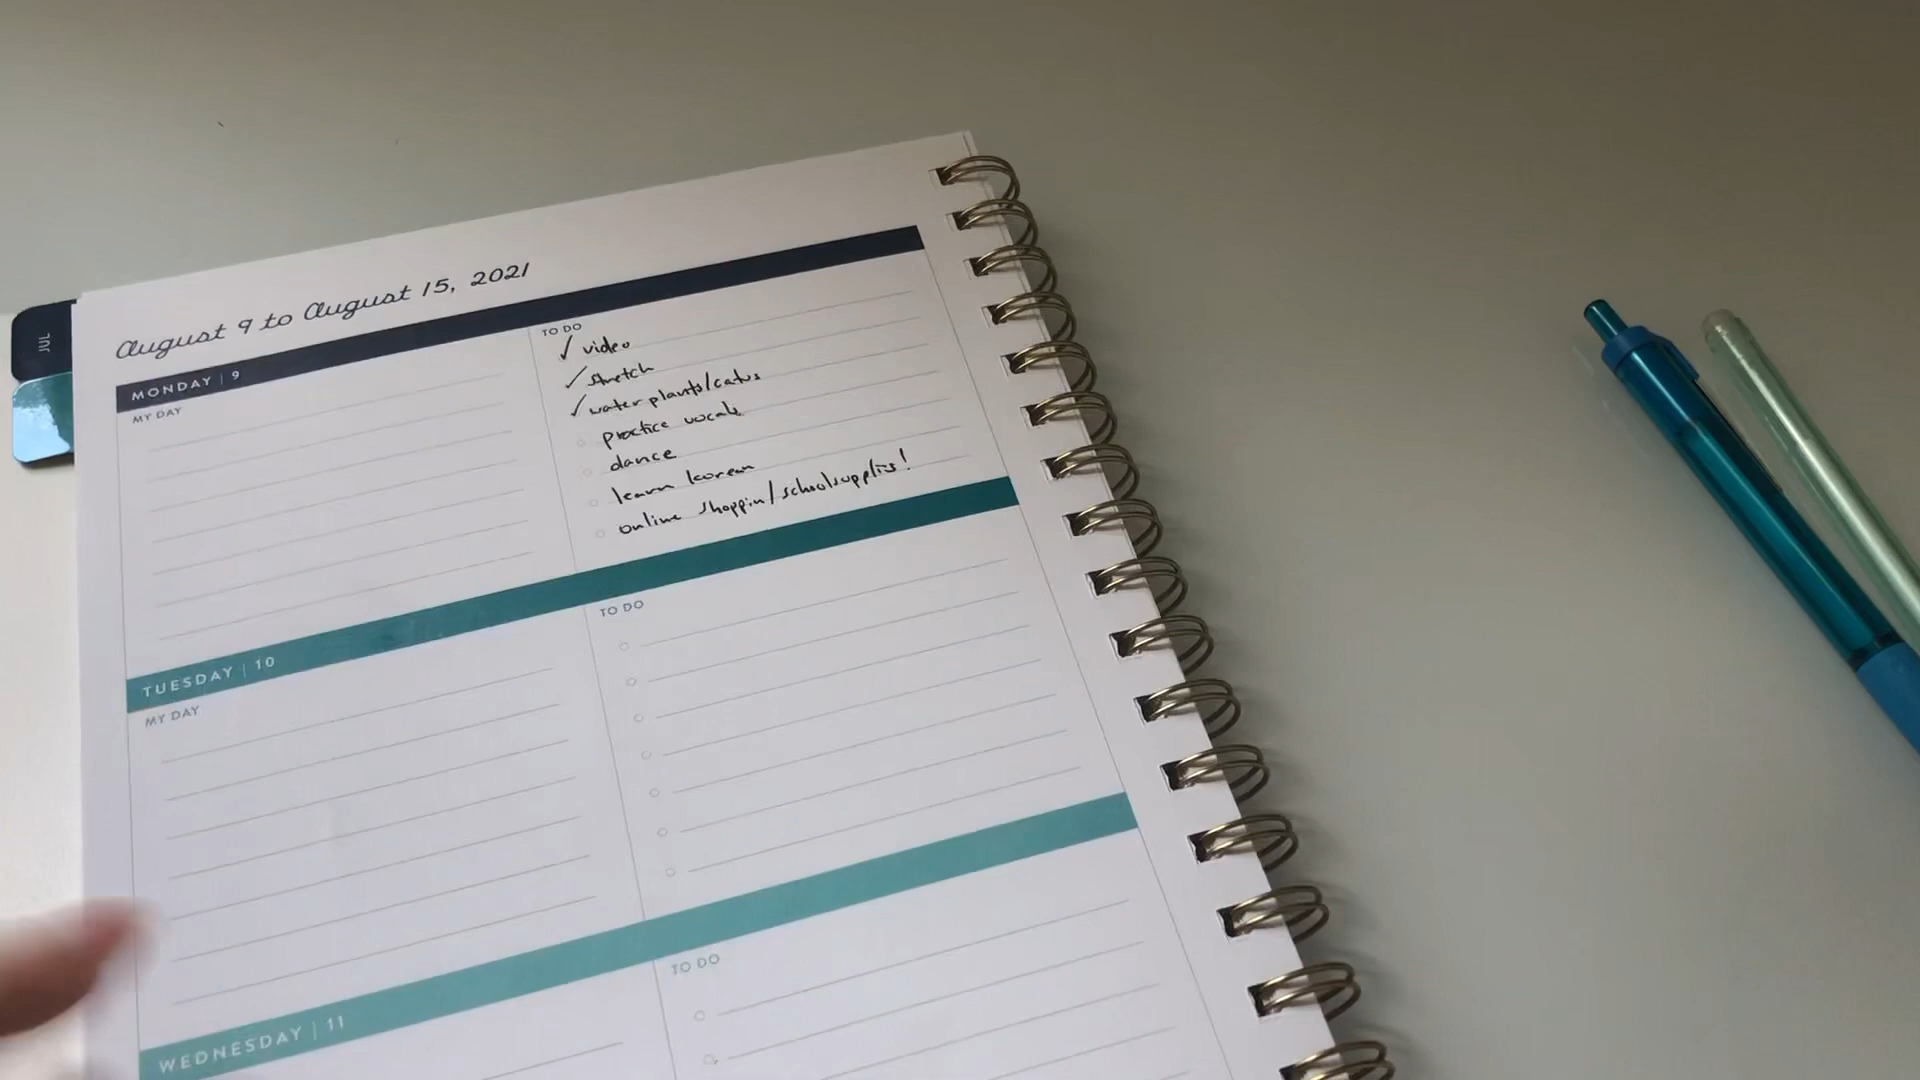 JUL
August 9 to August 15, 2021
MONDAY | 9
MY DAY
TO DO
✓ video
✓ stretch
✓ water plants/catus
practice vocals
dance
learn korean
online shoppin/schoolsupplies!
TUESDAY | 10
MY DAY
TO DO
WEDNESDAY | 11
TO DO